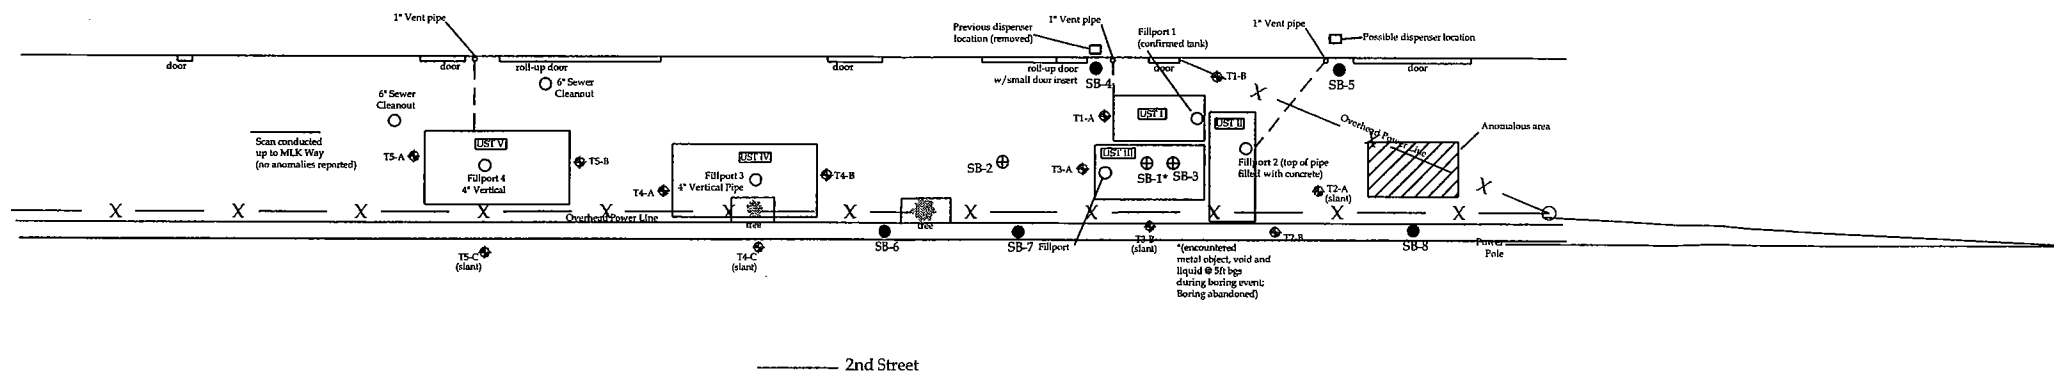 1" Vent pipe
Previous dispenser
location (removed)
1" Vent pipe
Fillport 1
(confirmed tank)
1" Vent pipe
Possible dispenser location
door
door
roll-up door
door
roll-up door
w/small door insert
door
door
6" Sewer
Cleanout
6" Sewer
Cleanout
SB-4
T1-B
SB-5
X
T1-A
UST I
UST II
Overhead Power Line
X
Anomalous area
Scan conducted
up to MLK Way
(no anomalies reported)
T5-A
UST V
Fillport 4
4" Vertical
T5-B
UST IV
Fillport 3
4" Vertical Pipe
T4-A
T4-B
SB-2
T3-A
UST III
SB-1*
SB-3
Fillport 2 (top of pipe
filled with concrete)
T2-A
(slant)
X
X X X X X X X X X X X X
Overhead Power Line
tree
tree
SB-6
SB-7
Fillport
T3-B
(slant)
T2-B
SB-8
Power
Pole
T5-C
(slant)
T4-C
(slant)
*(encountered
metal object, void and
liquid @ 5ft bgs
during boring event;
Boring abandoned)
2nd Street